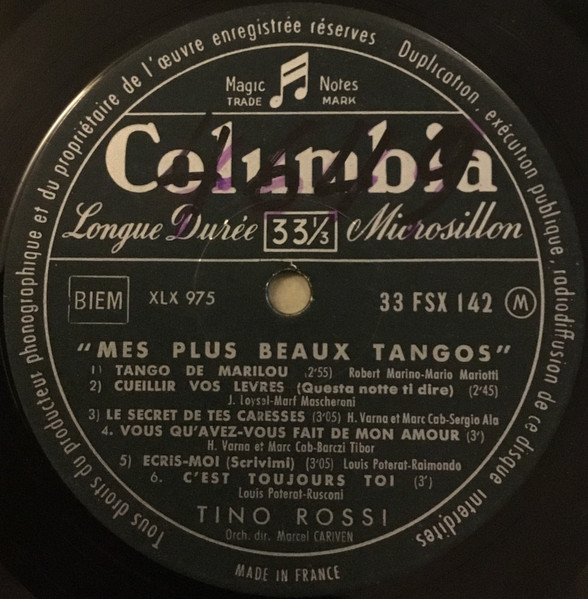 Tous droits du producteur phonographique et du propriétaire de l'œuvre enregistrée réservés Duplication, exécution publique, radiodiffusion de ce disque interdites
Magic Notes
TRADE MARK
Columbia
Longue Durée 33 1/3 Microsillon
BIEM XLX 975 33 FSX 142 M
"MES PLUS BEAUX TANGOS"
1) TANGO DE MARILOU (2'55) Robert Marino-Mario Mariotti
2) CUEILLIR VOS LEVRES (Questa notte ti dire) (2'45)
J. Loysel-Marf Mascheroni
3) LE SECRET DE TES CARESSES (3'05) H. Varna et Marc Cab-Sergio Ala
4. VOUS QU'AVEZ-VOUS FAIT DE MON AMOUR (3')
H. Varna et Marc Cab-Barczi Tibor
5) ECRIS-MOI (Scrivimi) (3'05) Louis Poterat-Raimondo
6. C'EST TOUJOURS TOI (3')
Louis Poterat-Rusconi
TINO ROSSI
Orch. dir. Marcel CARIVEN
MADE IN FRANCE